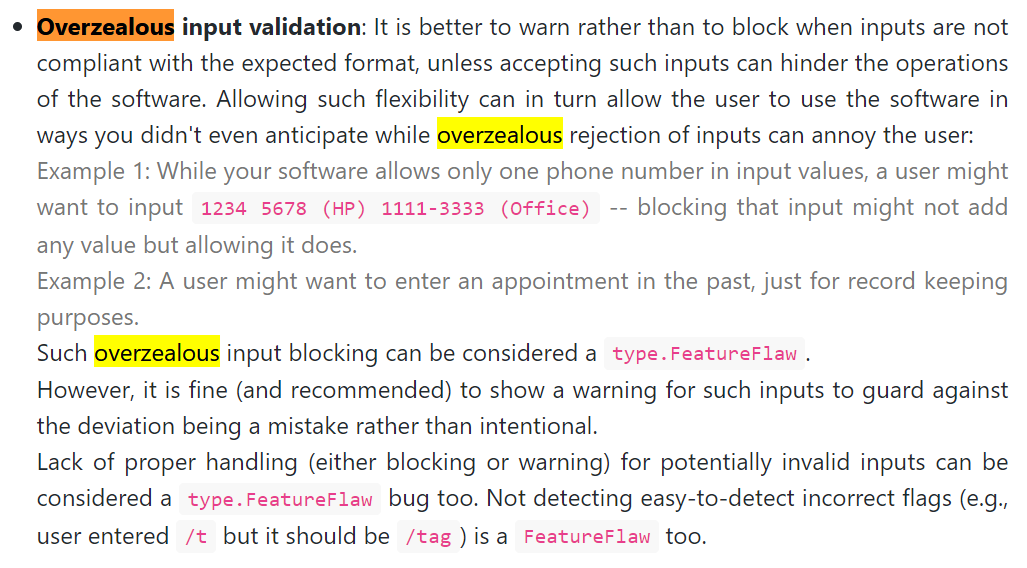 Overzealous input validation: It is better to warn rather than to block when inputs are not
compliant with the expected format, unless accepting such inputs can hinder the operations
of the software. Allowing such flexibility can in turn allow the user to use the software in
ways you didn't even anticipate while overzealous rejection of inputs can annoy the user:
Example 1: While your software allows only one phone number in input values, a user might
want to input 1234 5678 (HP) 1111-3333 (Office) -- blocking that input might not add
any value but allowing it does.
Example 2: A user might want to enter an appointment in the past, just for record keeping
purposes.
Such overzealous input blocking can be considered a type.FeatureFlaw.
However, it is fine (and recommended) to show a warning for such inputs to guard against
the deviation being a mistake rather than intentional.
Lack of proper handling (either blocking or warning) for potentially invalid inputs can be
considered a type.FeatureFlaw bug too. Not detecting easy-to-detect incorrect flags (e.g.,
user entered /t but it should be /tag ) is a FeatureFlaw too.